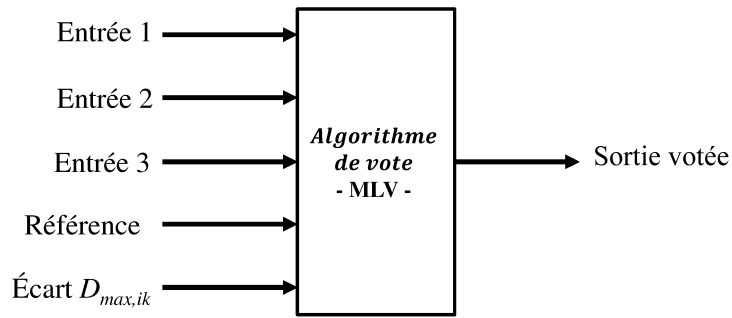 Entrée 1
Entrée 2
Entrée 3
Référence
Écart Dmax,ik
Algorithme
de vote
- MLV -
Sortie votée